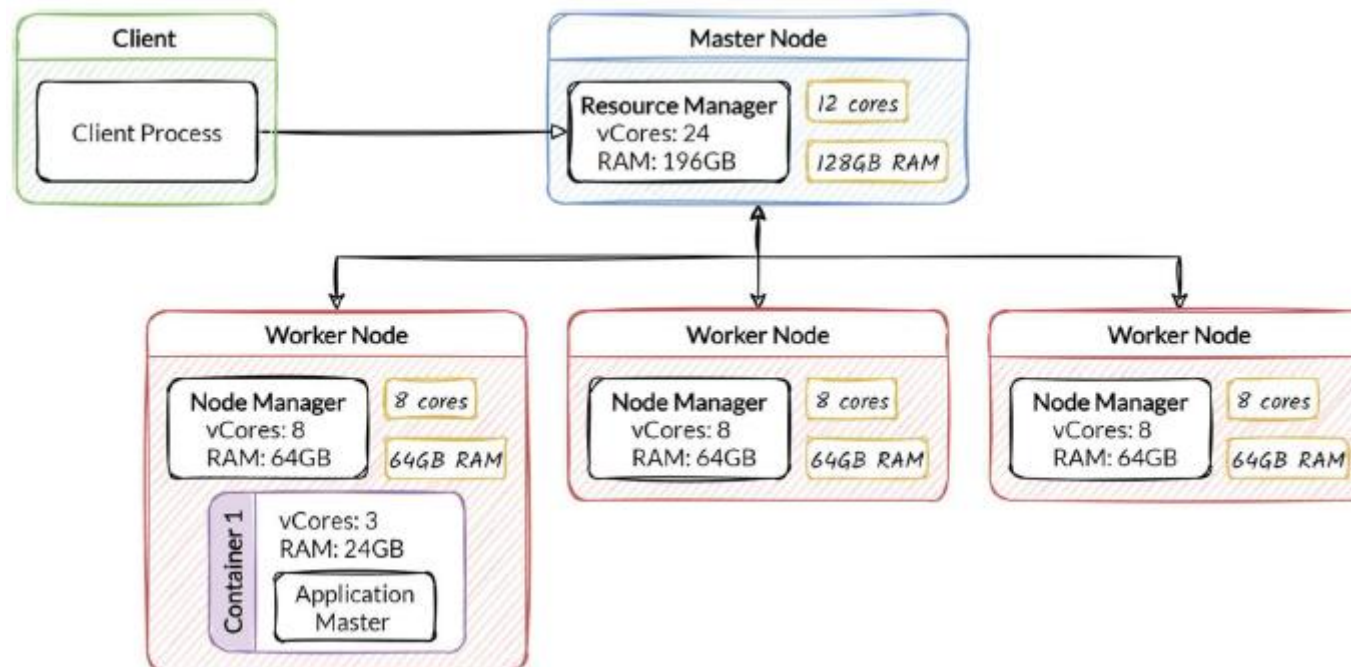 Client
Client Process
Master Node
Resource Manager
vCores: 24
RAM: 196GB
12 cores
128GB RAM
Worker Node
Node Manager
vCores: 8
RAM: 64GB
8 cores
64GB RAM
Container 1
vCores: 3
RAM: 24GB
Application
Master
Worker Node
Node Manager
vCores: 8
RAM: 64GB
8 cores
64GB RAM
Worker Node
Node Manager
vCores: 8
RAM: 64GB
8 cores
64GB RAM